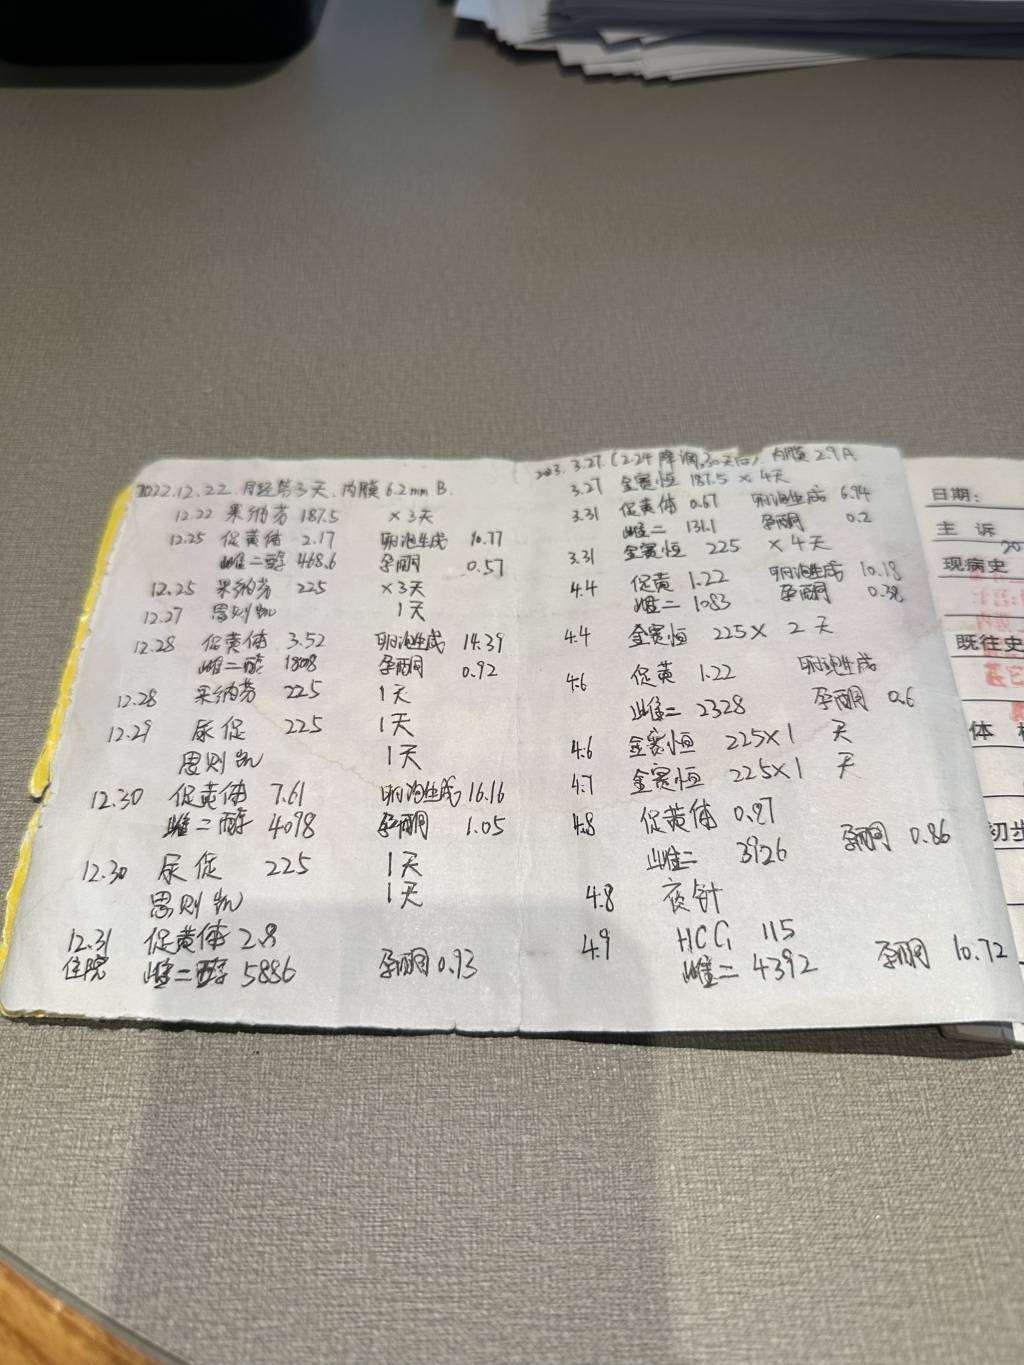 2022.12.22 月经第3天,内膜6.2mm B.
12.22 果纳芬 187.5 ×3天
12.25 促黄体 2.17 卵泡生成 10.77
雌二醇 468.6 孕酮 0.57
12.25 果纳芬 225 ×3天
12.27 思则凯 1天
12.28 促黄体 3.52 卵泡生成 14.39
雌二醇 1808 孕酮 0.92
12.28 果纳芬 225 1天
12.29 尿促 225 1天
思则凯 1天
12.30 促黄体 7.61 卵泡生成 16.16
雌二醇 4098 孕酮 1.05
12.30 尿促 225 1天
思则凯 1天
12.31 促黄体 2.8
住院 雌二醇 5886 孕酮 0.93
2023. 3.27 (2.24 降调,30天后). 内膜 2.9 A
3.27 金赛恒 187.5 × 4天
3.31 促黄体 0.67 卵泡生成 6.94
雌二 131.1 孕酮 0.2
3.31 金赛恒 225 × 4天
4.4 促黄 1.22 卵泡生成 10.18
雌二 1083 孕酮 0.38
4.4 金赛恒 225× 2天
4.6 促黄 1.22 卵泡生成
雌二 2328 孕酮 0.6
4.6 金赛恒 225×1 天
4.7 金赛恒 225×1 天
4.8 促黄体 0.87
雌二 3926 孕酮 0.86
4.8 夜针
4.9 HCG 115
雌二 4392 孕酮 10.72
日期:
主 诉
20
现病史
既往史
体
初步